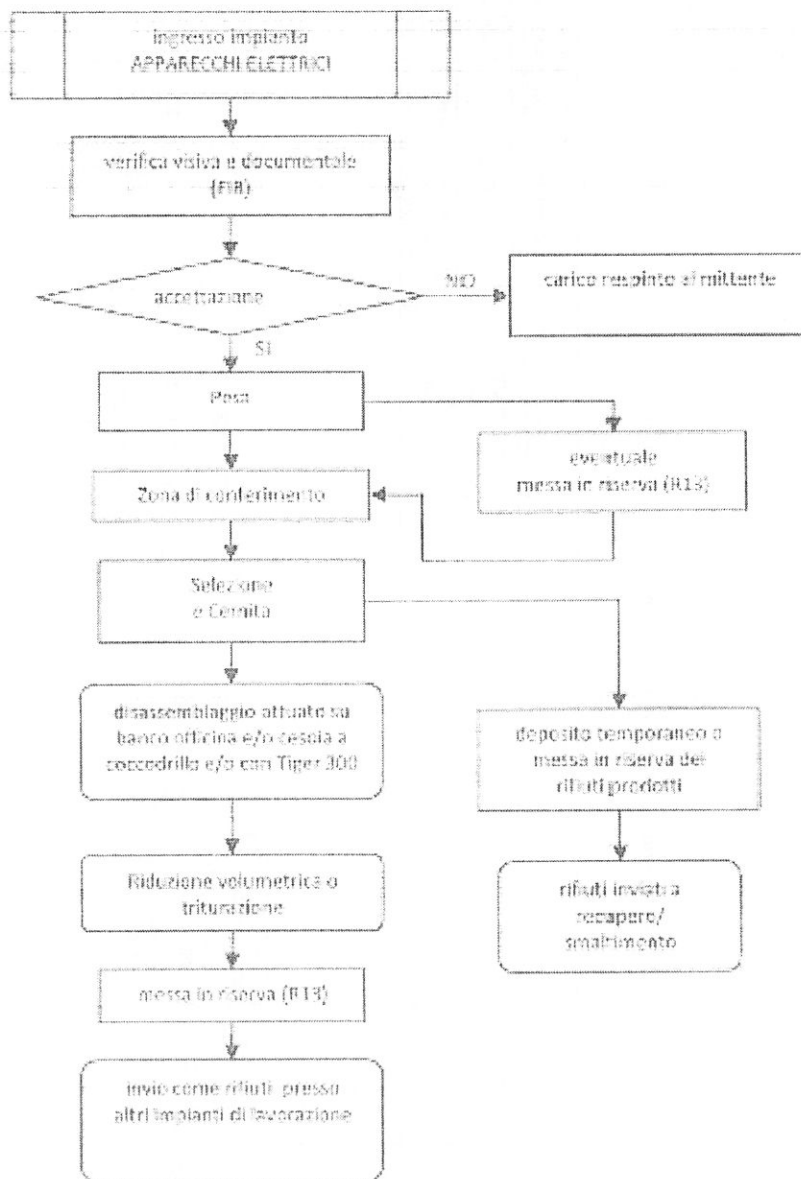 ingresso impianto
APPARECCHI ELETTRICI
verifica visiva e documentale
(FIR)
accettazione
NO
carico respinto al mittente
SI
Pesa
eventuale
messa in riserva (R13)
Zona di conferimento
Selezione
e Cernita
disassemblaggio attuato su
banco officina e/o cesoia a
coccodrillo e/o con Tiger 300
deposito temporaneo o
messa in riserva dei
rifiuti prodotti
Riduzione volumetrica o
triturazione
rifiuti inviati a
recupero/
smaltimento
messa in riserva (R13)
invio come rifiuti presso
altri impianti di lavorazione